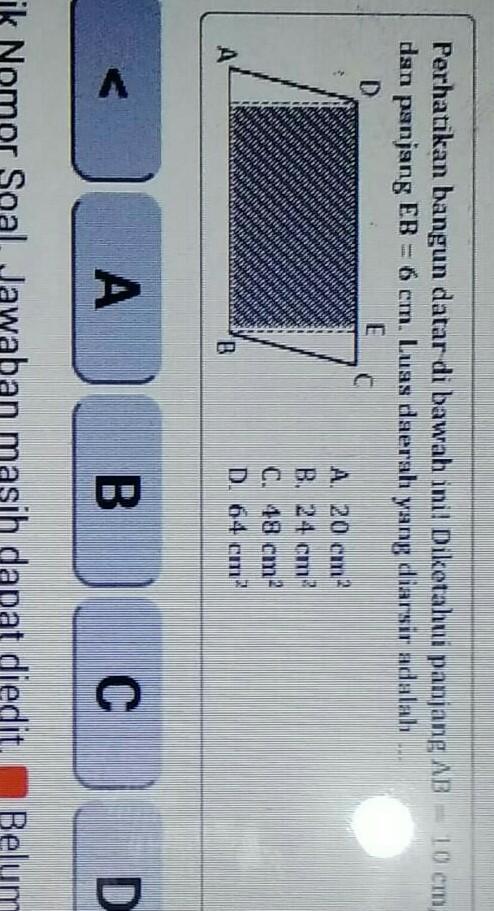 Perhatikan bangun datar di bawah ini! Diketahui panjang AB = 10 cm,
dan panjang EB = 6 cm. Luas daerah yang diarsir adalah ...
D
E
C
A
B
A. 20 cm²
B. 24 cm²
C. 48 cm²
D. 64 cm²
<
A
B
C
D
ik Nomor Soal. Jawaban masih dapat diedit.
Belum